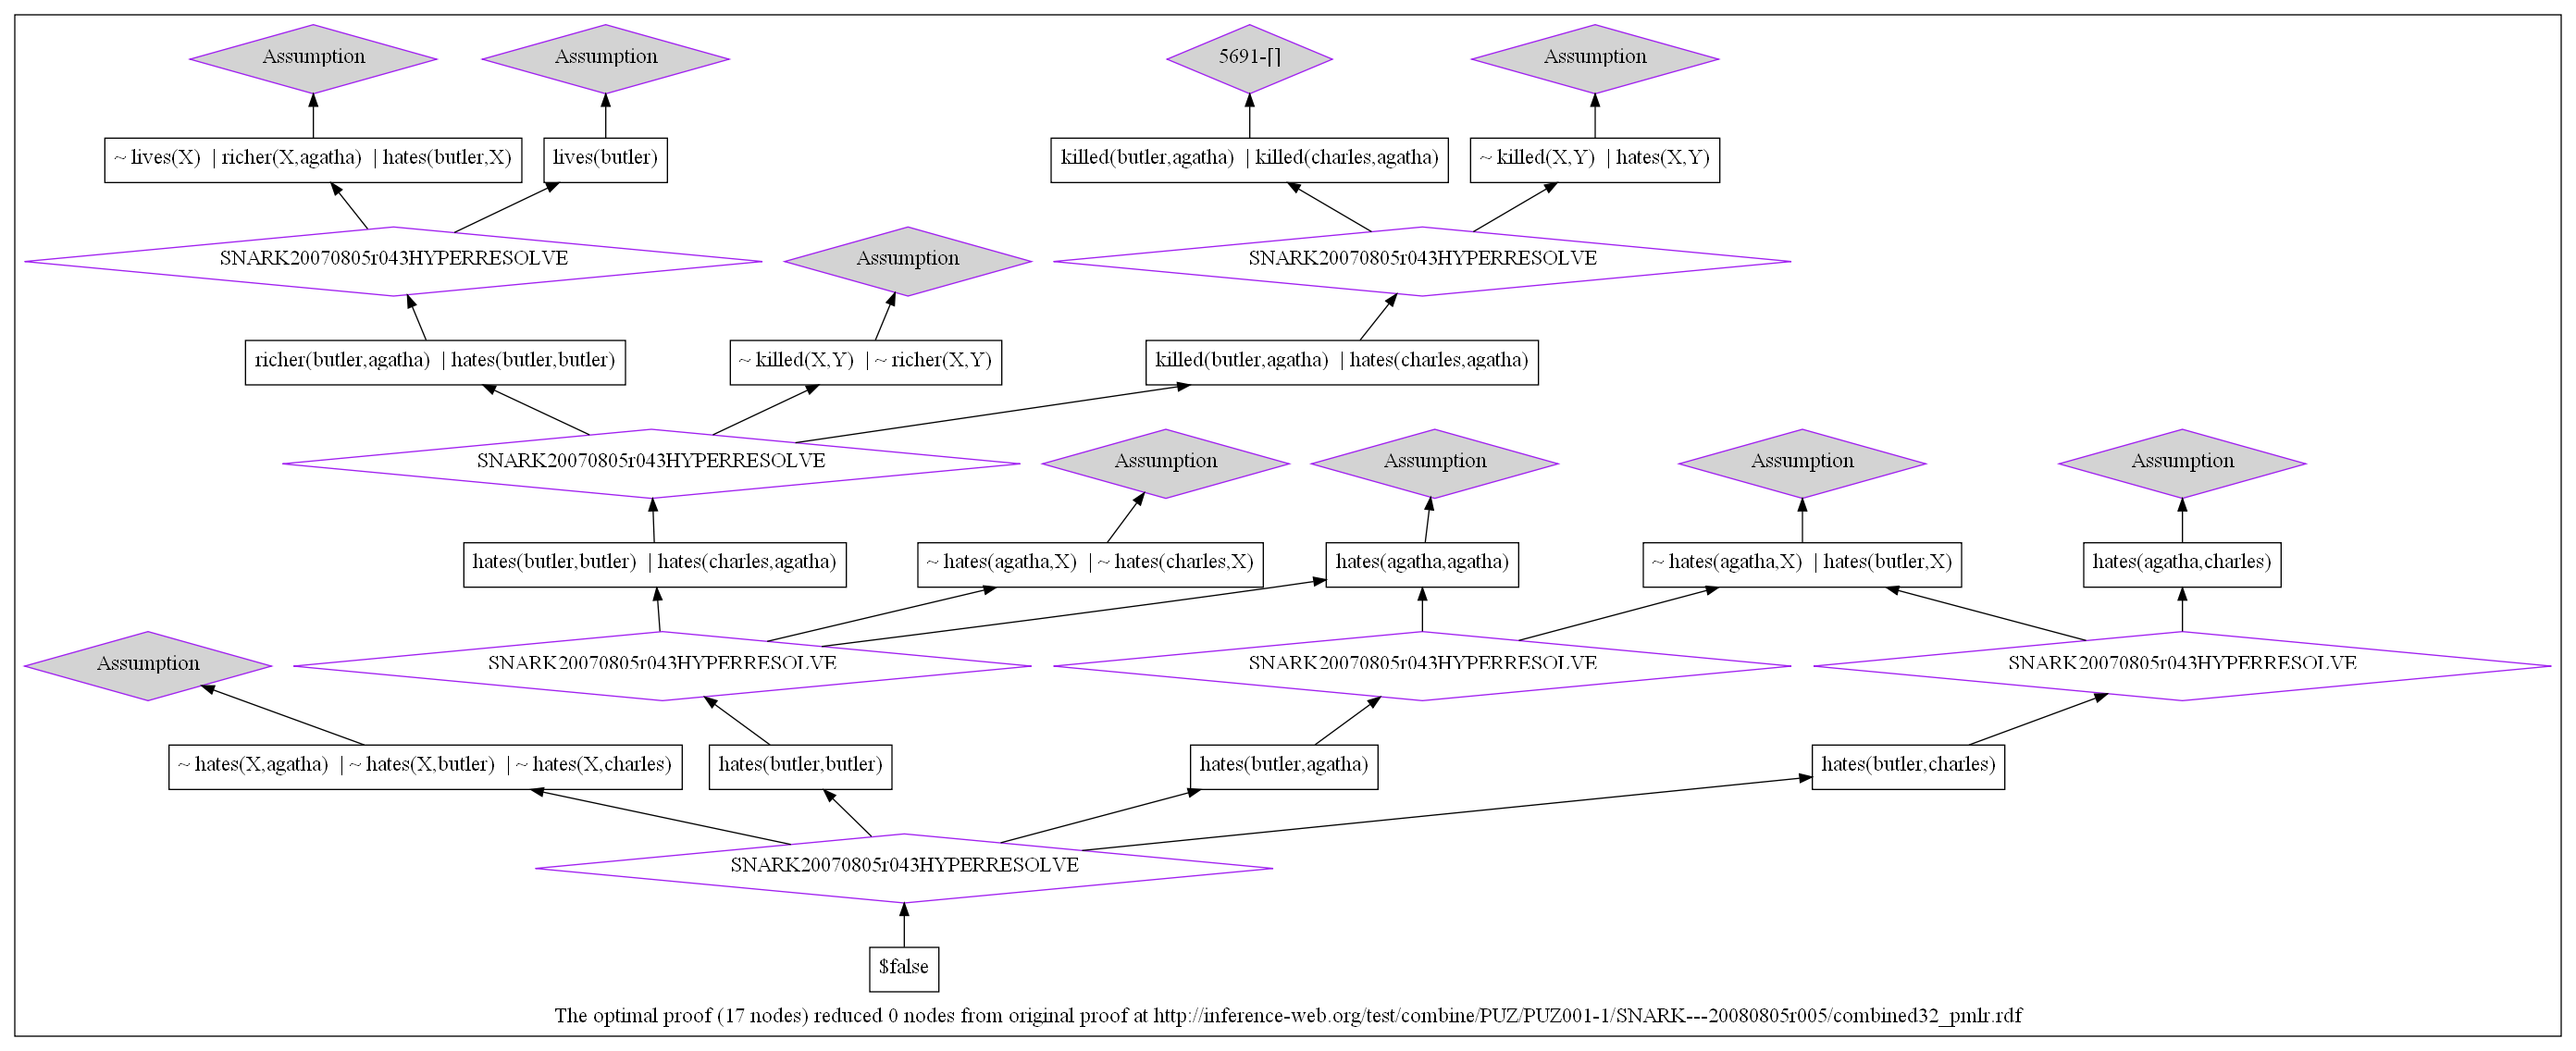 Assumption
Assumption
5691-[]
Assumption
~ lives(X) | richer(X,agatha) | hates(butler,X)
lives(butler)
killed(butler,agatha) | killed(charles,agatha)
~ killed(X,Y) | hates(X,Y)
SNARK20070805r043HYPERRESOLVE
Assumption
SNARK20070805r043HYPERRESOLVE
richer(butler,agatha) | hates(butler,butler)
~ killed(X,Y) | ~ richer(X,Y)
killed(butler,agatha) | hates(charles,agatha)
SNARK20070805r043HYPERRESOLVE
Assumption
Assumption
Assumption
Assumption
hates(butler,butler) | hates(charles,agatha)
~ hates(agatha,X) | ~ hates(charles,X)
hates(agatha,agatha)
~ hates(agatha,X) | hates(butler,X)
hates(agatha,charles)
Assumption
SNARK20070805r043HYPERRESOLVE
SNARK20070805r043HYPERRESOLVE
SNARK20070805r043HYPERRESOLVE
~ hates(X,agatha) | ~ hates(X,butler) | ~ hates(X,charles)
hates(butler,butler)
hates(butler,agatha)
hates(butler,charles)
SNARK20070805r043HYPERRESOLVE
$false
The optimal proof (17 nodes) reduced 0 nodes from original proof at http://inference-web.org/test/combine/PUZ/PUZ001-1/SNARK---20080805r005/combined32_pmlr.rdf